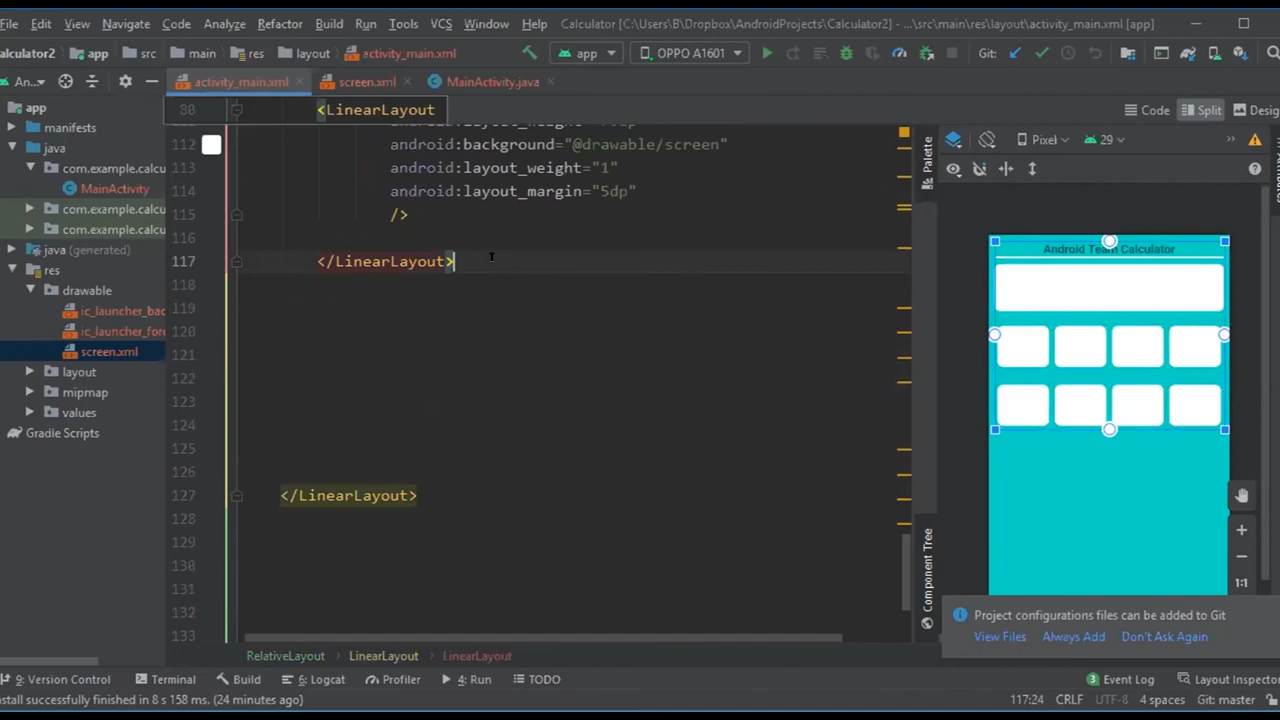 File Edit View Navigate Code Analyze Refactor Build Run Tools VCS Window Help Calculator [C:\Users\B\Dropbox\AndroidProjects\Calculator2] - ...\src\main\res\layout\activity_main.xml [app]
alculator2 app src main res layout activity_main.xml app OPPO A1601 Git:
An... activity_main.xml screen.xml MainActivity.java
app
manifests
java
com.example.calcu
MainActivity
com.example.calcu
com.example.calcu
java (generated)
res
drawable
ic_launcher_bac
ic_launcher_fore
screen.xml
layout
mipmap
values
Gradle Scripts
80 <LinearLayout
112 android:background="@drawable/screen"
113 android:layout_weight="1"
114 android:layout_margin="5dp"
115 />
116
117 </LinearLayout>
118
119
120
121
122
123
124
125
126
127 </LinearLayout>
128
129
130
131
132
133
RelativeLayout LinearLayout LinearLayout
Code Split Desig
Palette
Pixel 29
Android Team Calculator
Component Tree
1:1
Project configurations files can be added to Git
View Files Always Add Don't Ask Again
9: Version Control Terminal Build 6: Logcat Profiler 4: Run TODO 3 Event Log Layout Inspector
nstall successfully finished in 8 s 158 ms. (24 minutes ago) 117:24 CRLF UTF-8 4 spaces Git: master